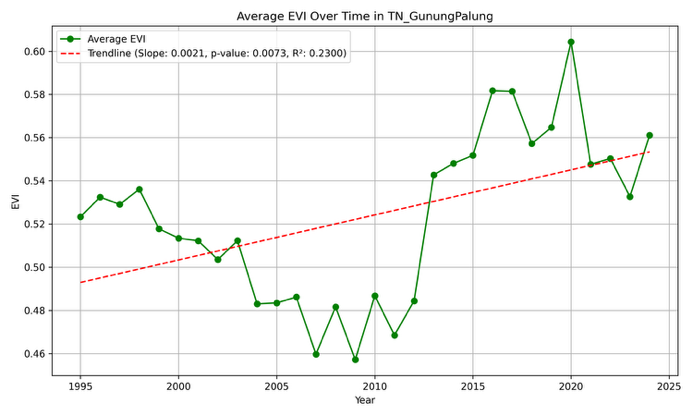 Average EVI Over Time in TN_GunungPalung
Average EVI
Trendline (Slope: 0.0021, p-value: 0.0073, R²: 0.2300)
0.60
0.58
0.56
0.54
0.52
0.50
0.48
0.46
EVI
1995 2000 2005 2010 2015 2020 2025
Year